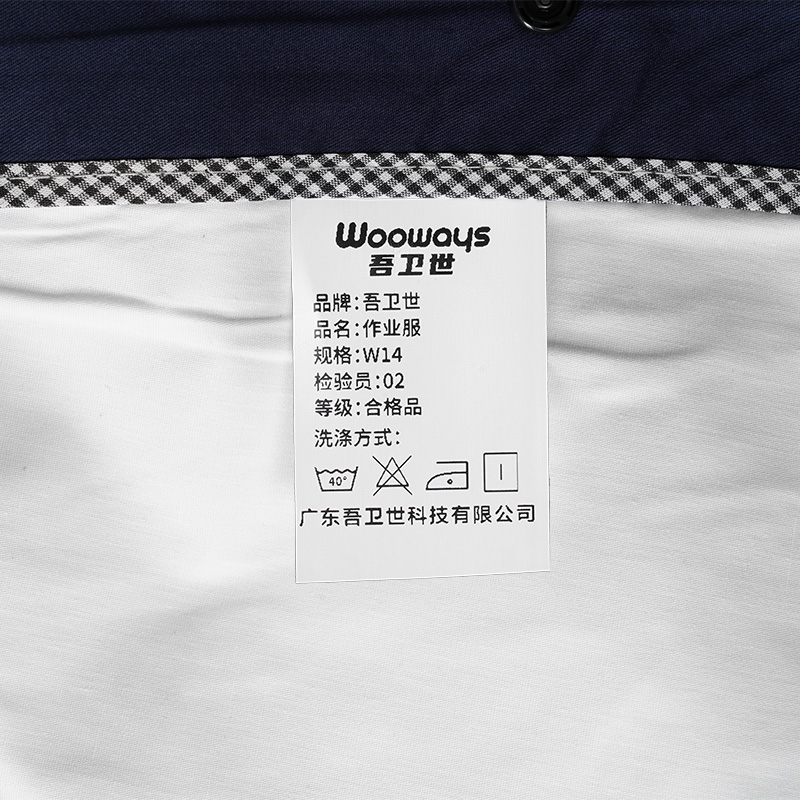 Wooways
吾卫世
品牌:吾卫世
品名:作业服
规格:W14
检验员:02
等级:合格品
洗涤方式:
40°
广东吾卫世科技有限公司